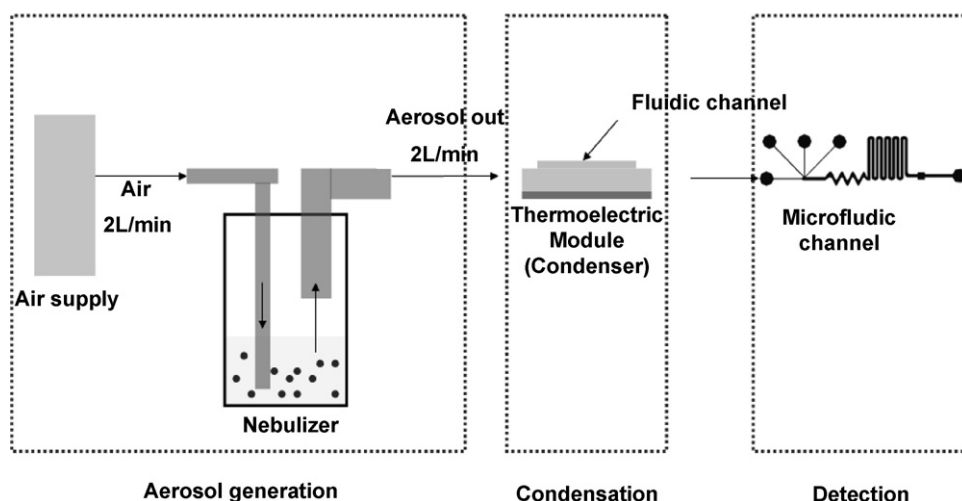 Air supply
Air
2L/min
Nebulizer
Aerosol out
2L/min
Aerosol generation
Fluidic channel
Thermoelectric
Module
(Condenser)
Condensation
Microfludic
channel
Detection